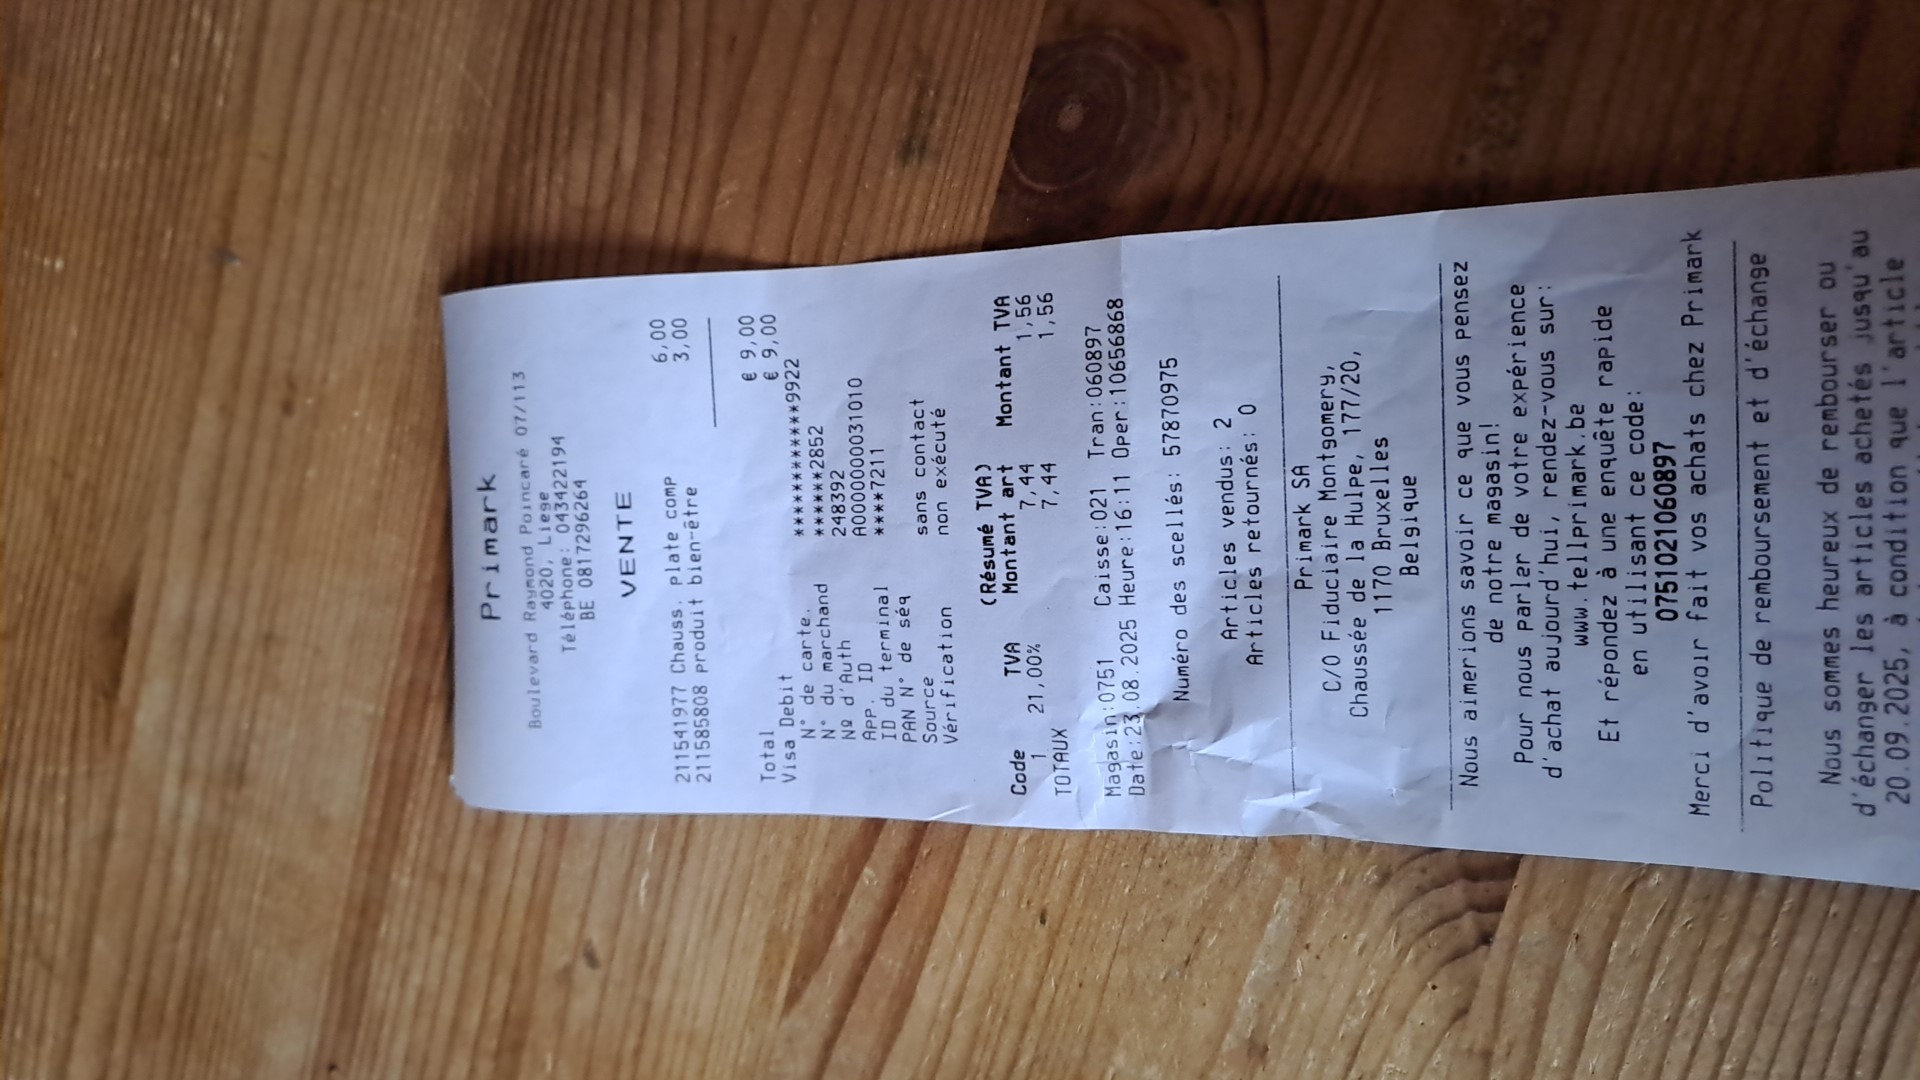 Primark
Boulevard Raymond Poincaré 07/13
4020, Liege
Téléphone: 043422194
BE 0817296264
VENTE
211541977 Chauss. plate comp 6,00
211585808 produit bien-être 3,00
Total € 9,00
Visa Debit € 9,00
N° de carte. ************9922
N° du marchand ******2852
Nº d'Auth 248392
App. ID A0000000031010
ID du terminal ****7211
PAN N° de séq
Source sans contact
Vérification non exécuté
(Résumé TVA)
Code TVA Montant art Montant TVA
1 21,00% 7,44 1,56
TOTAUX 7,44 1,56
Magasin:0751 Caisse:021 Tran:060897
Date:23.08.2025 Heure:16:11 Oper:10656868
Numéro des scellés: 57870975
Articles vendus: 2
Articles retournés: 0
Primark SA
C/O Fiduciaire Montgomery,
Chaussée de la Hulpe, 177/20,
1170 Bruxelles
Belgique
Nous aimerions savoir ce que vous pensez
de notre magasin!
Pour nous parler de votre expérience
d'achat aujourd'hui, rendez-vous sur:
www.tellprimark.be
Et répondez à une enquête rapide
en utilisant ce code:
075102106089​7
Merci d'avoir fait vos achats chez Primark
Politique de remboursement et d'échange
Nous sommes heureux de rembourser ou
d'échanger les articles achetés jusqu'au
20.09.2025, à condition que l'article